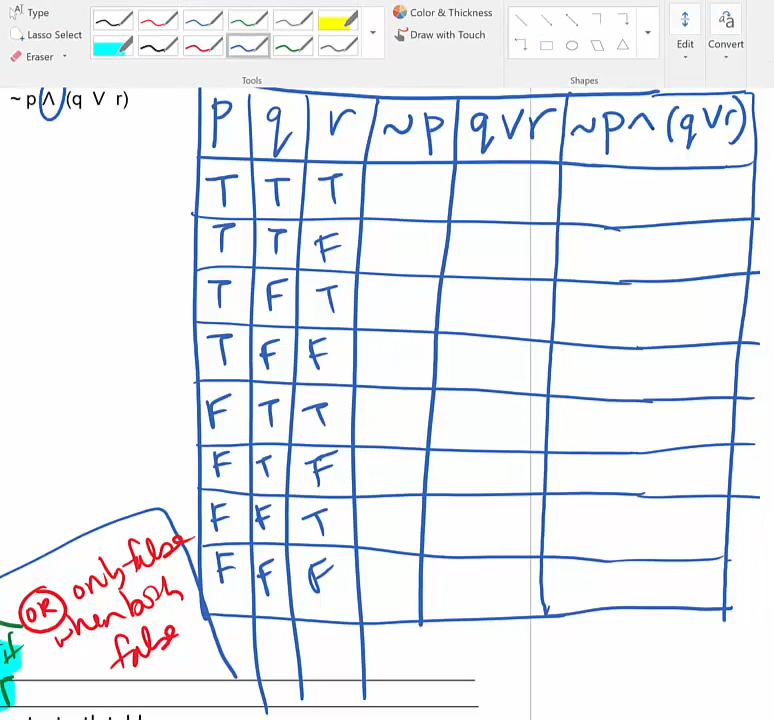 Type
Lasso Select
Eraser
Color & Thickness
Draw with Touch
Edit
Convert
Tools
Shapes
~ p ∧ (q ∨ r)
p q r ~p q∨r ~p∧(q∨r)
T T T
T T F
T F T
T F F
F T T
F T F
F F T
F F F
OR only false
when both
false
if
T